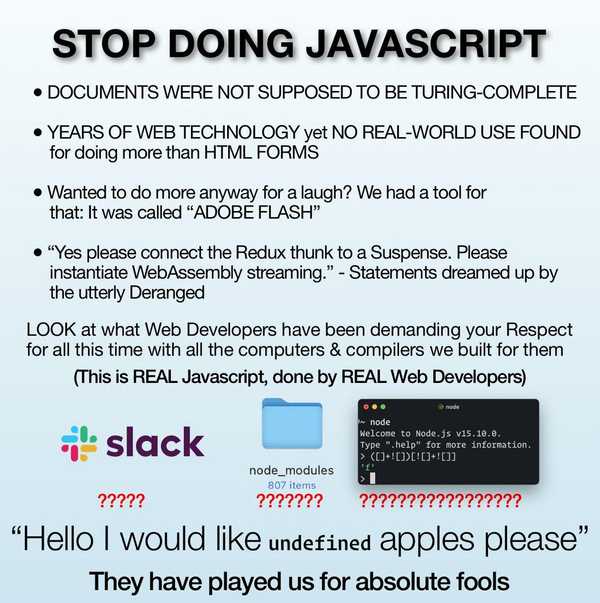 STOP DOING JAVASCRIPT
● DOCUMENTS WERE NOT SUPPOSED TO BE TURING-COMPLETE
● YEARS OF WEB TECHNOLOGY yet NO REAL-WORLD USE FOUND
for doing more than HTML FORMS
● Wanted to do more anyway for a laugh? We had a tool for
that: It was called “ADOBE FLASH”
● “Yes please connect the Redux thunk to a Suspense. Please
instantiate WebAssembly streaming.” - Statements dreamed up by
the utterly Deranged
LOOK at what Web Developers have been demanding your Respect
for all this time with all the computers & compilers we built for them
(This is REAL Javascript, done by REAL Web Developers)
slack
?????
node_modules
807 items
???????
node
~ node
Welcome to Node.js v15.10.0.
Type ".help" for more information.
> ([]+![])[![]+![]]
'f'
>
?????????????????
“Hello I would like undefined apples please”
They have played us for absolute fools